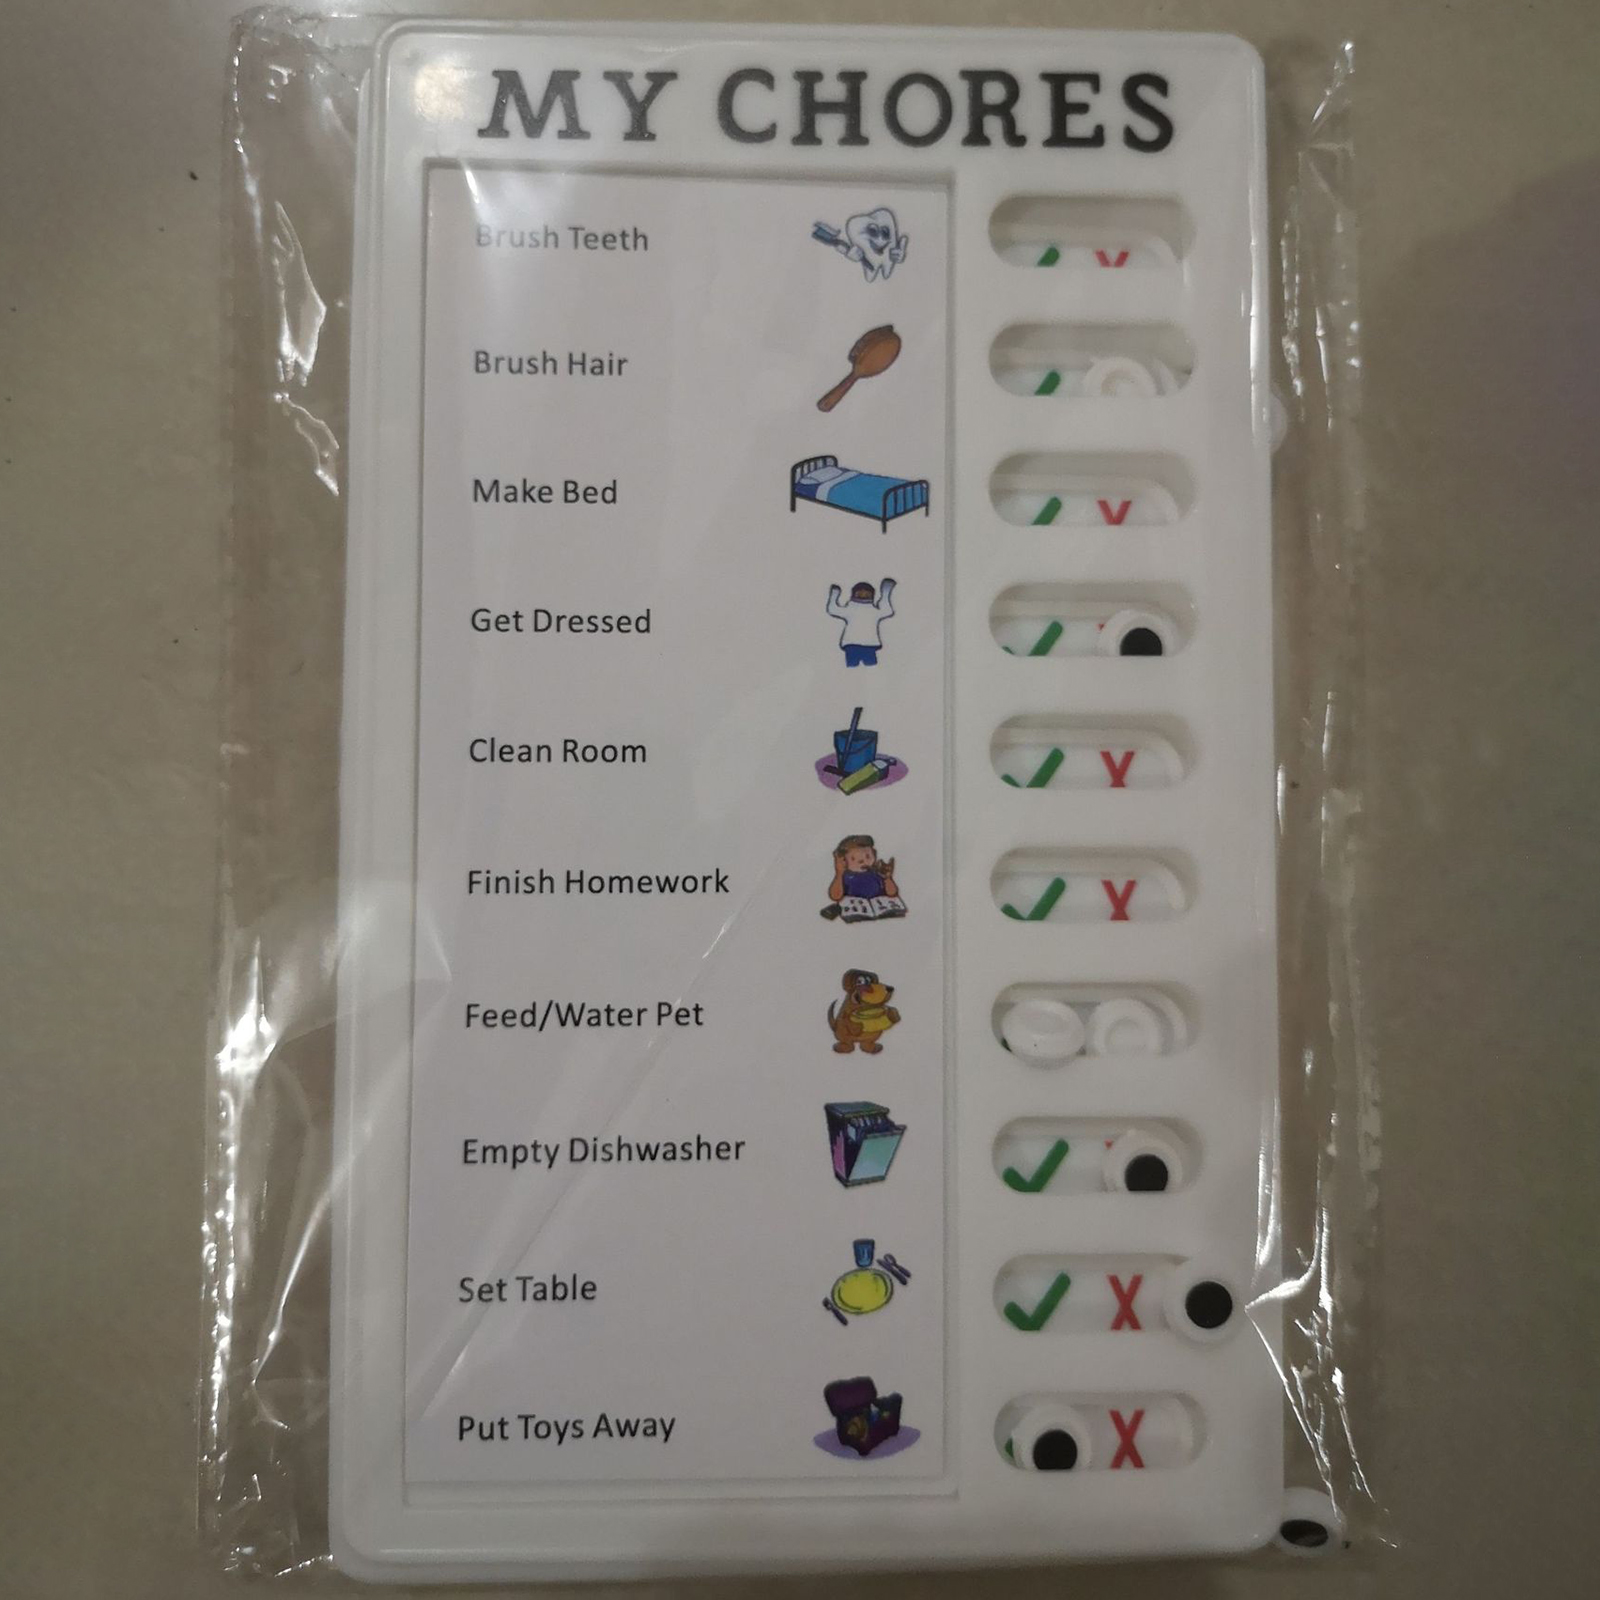 MY CHORES
Brush Teeth
Brush Hair
Make Bed
Get Dressed
Clean Room
Finish Homework
Feed/Water Pet
Empty Dishwasher
Set Table
Put Toys Away